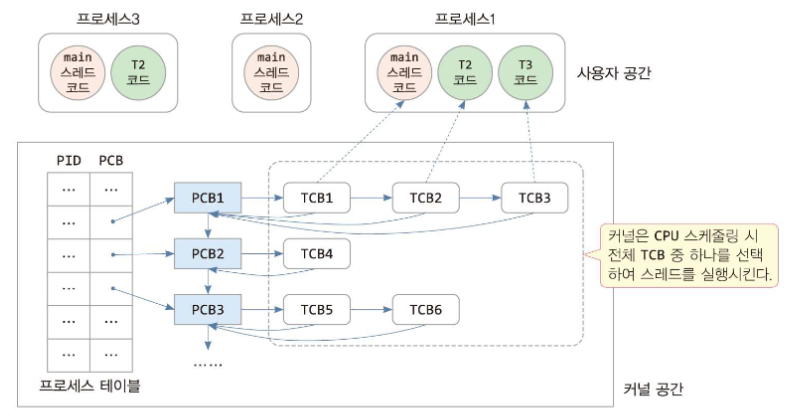 프로세스3
프로세스2
프로세스1
main
스레드
코드
T2
코드
main
스레드
코드
main
스레드
코드
T2
코드
T3
코드
사용자 공간
PID PCB
... ...
...
...
...
... ...
... ...
프로세스 테이블
PCB1
TCB1
TCB2
TCB3
PCB2
TCB4
PCB3
TCB5
TCB6
......
커널은 CPU 스케줄링 시
전체 TCB 중 하나를 선택
하여 스레드를 실행시킨다.
커널 공간